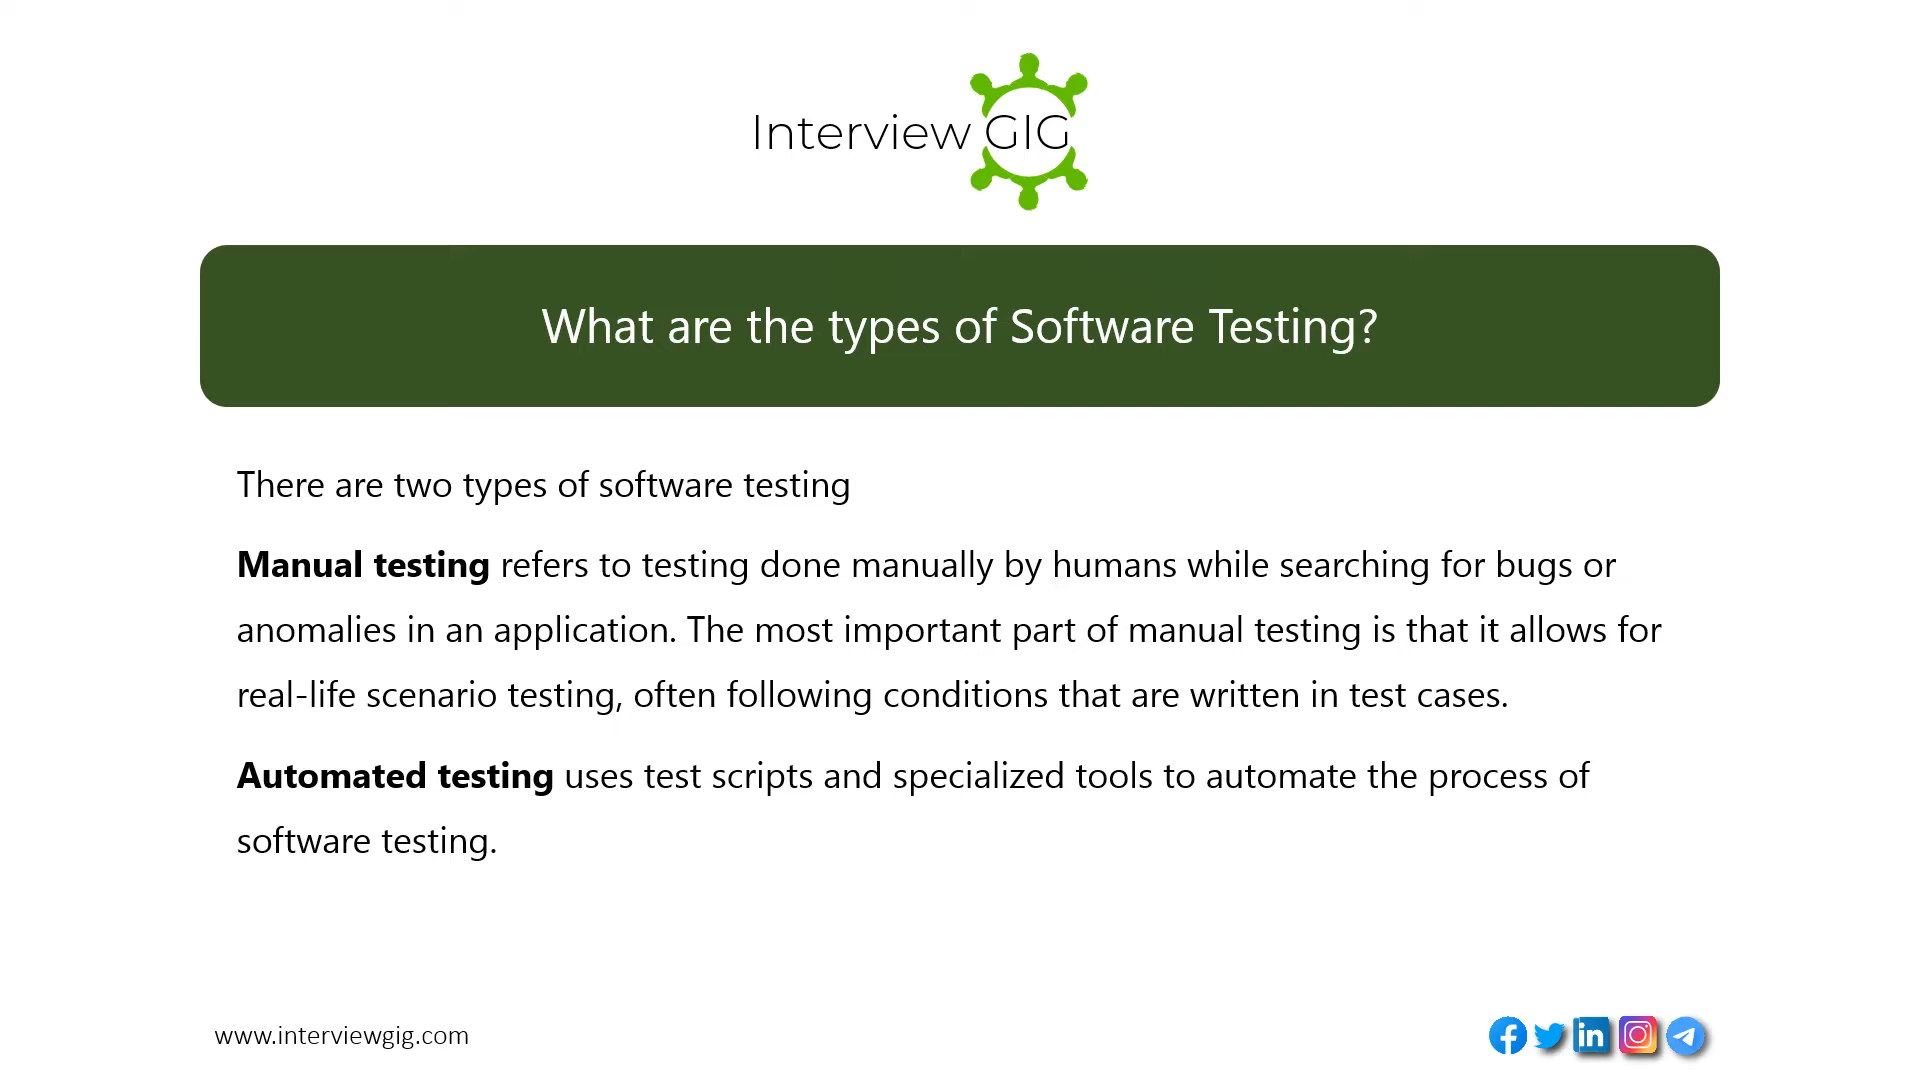 Interview GIG
What are the types of Software Testing?
There are two types of software testing
Manual testing refers to testing done manually by humans while searching for bugs or
anomalies in an application. The most important part of manual testing is that it allows for
real-life scenario testing, often following conditions that are written in test cases.
Automated testing uses test scripts and specialized tools to automate the process of
software testing.
www.interviewgig.com